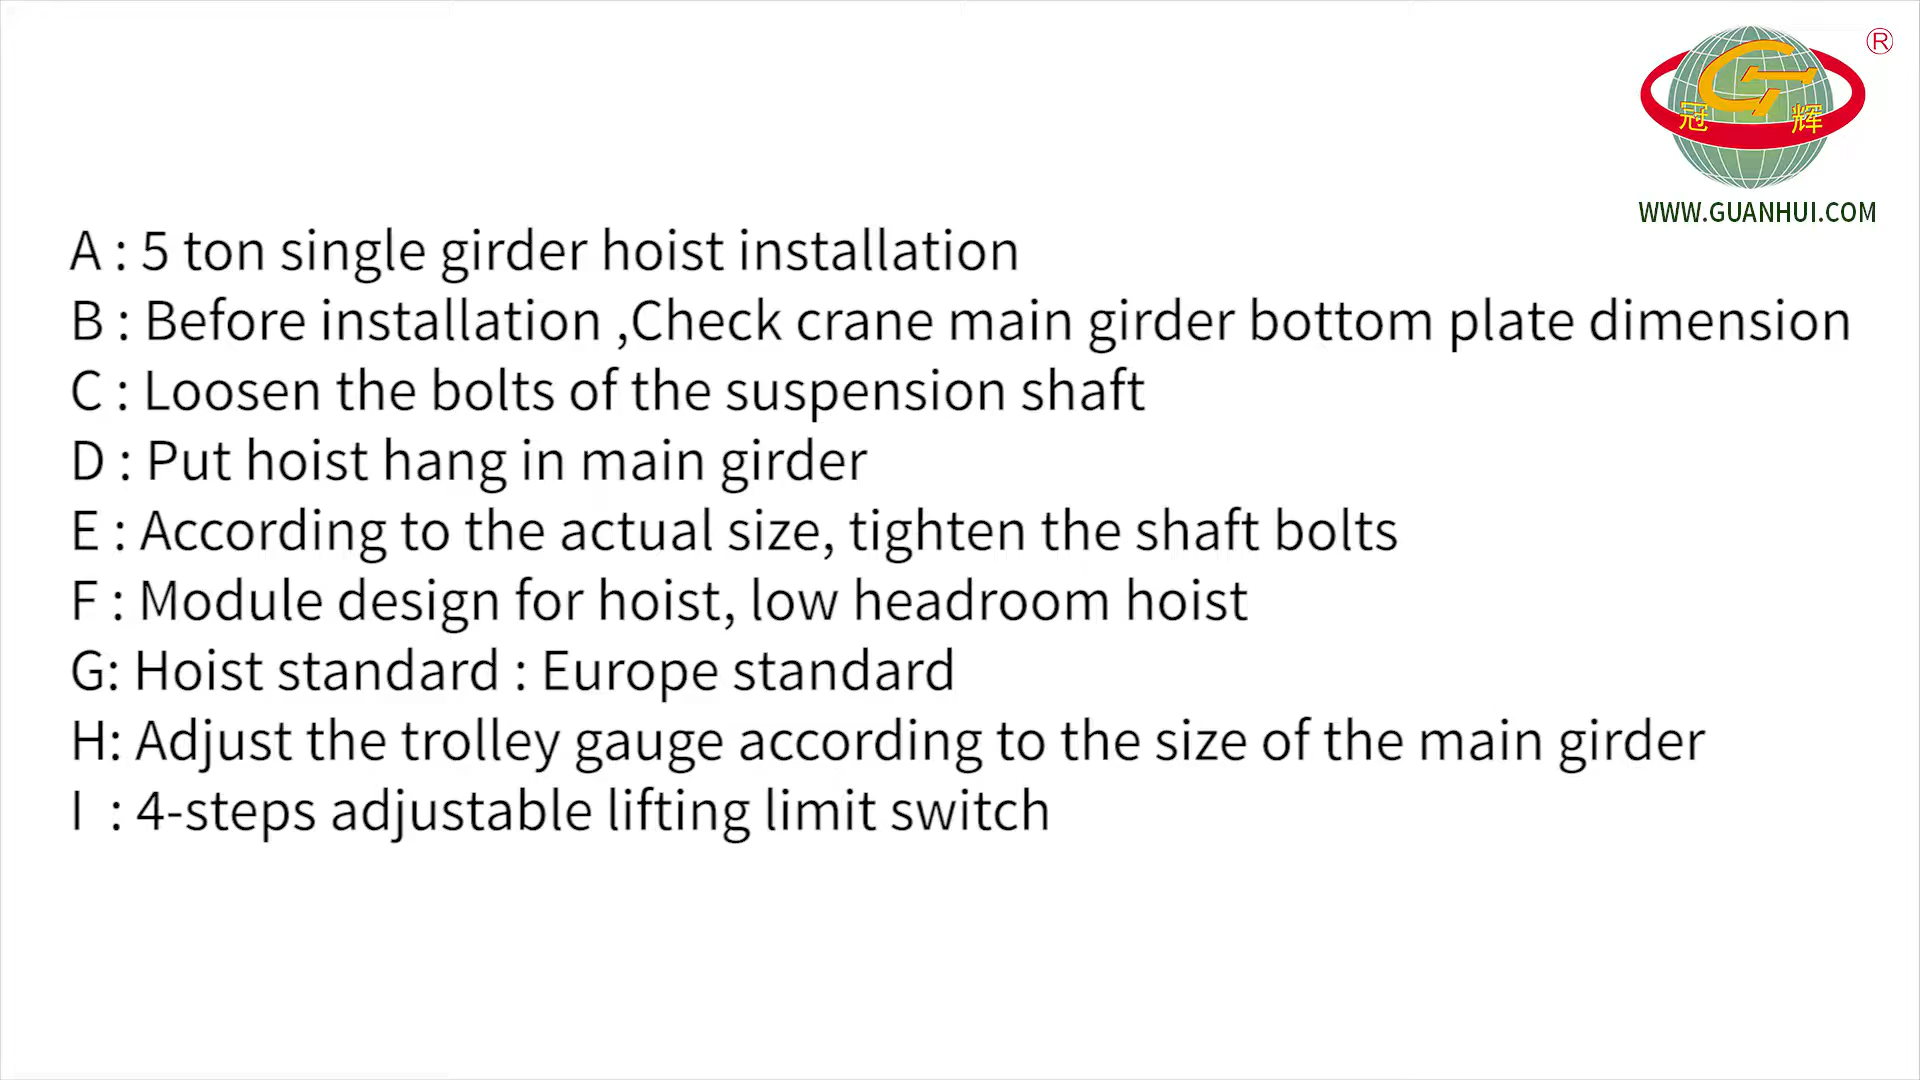 ®
冠 辉
WWW.GUANHUI.COM
A : 5 ton single girder hoist installation
B : Before installation ,Check crane main girder bottom plate dimension
C : Loosen the bolts of the suspension shaft
D : Put hoist hang in main girder
E : According to the actual size, tighten the shaft bolts
F : Module design for hoist, low headroom hoist
G: Hoist standard : Europe standard
H: Adjust the trolley gauge according to the size of the main girder
I : 4-steps adjustable lifting limit switch